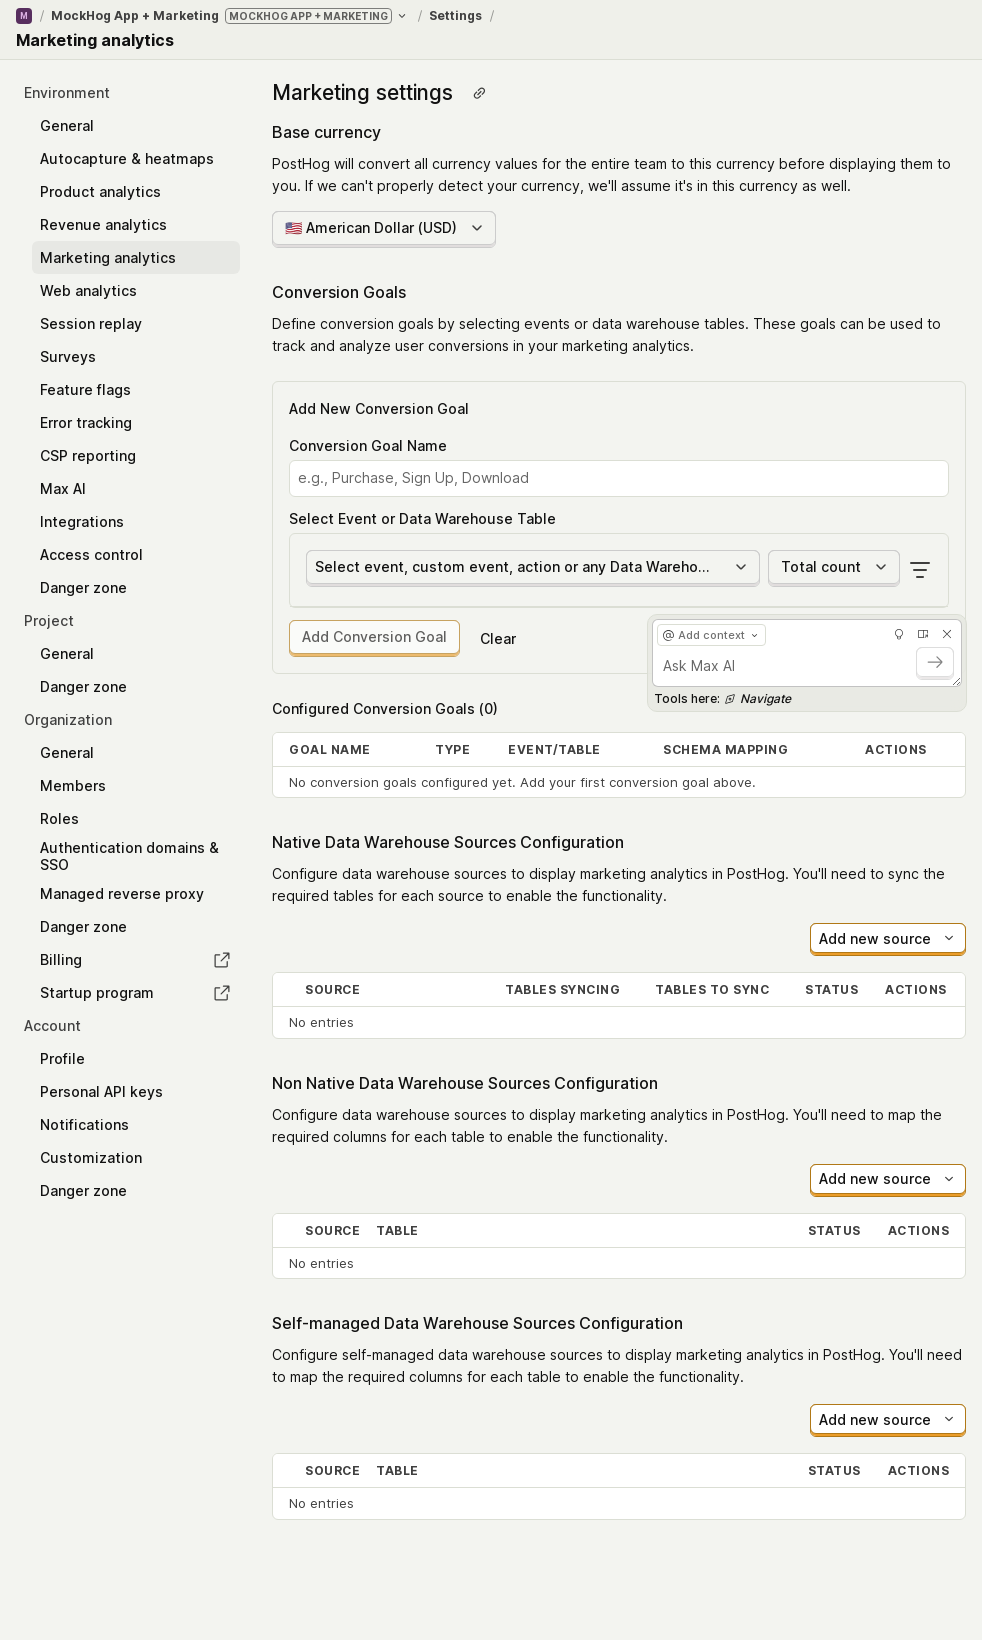 M / MockHog App + Marketing MOCKHOG APP + MARKETING / Settings /
Marketing analytics
Environment
General
Autocapture & heatmaps
Product analytics
Revenue analytics
Marketing analytics
Web analytics
Session replay
Surveys
Feature flags
Error tracking
CSP reporting
Max AI
Integrations
Access control
Danger zone
Project
General
Danger zone
Organization
General
Members
Roles
Authentication domains &
SSO
Managed reverse proxy
Danger zone
Billing
Startup program
Account
Profile
Personal API keys
Notifications
Customization
Danger zone
Marketing settings
Base currency
PostHog will convert all currency values for the entire team to this currency before displaying them to
you. If we can't properly detect your currency, we'll assume it's in this currency as well.
🇺🇸 American Dollar (USD)
Conversion Goals
Define conversion goals by selecting events or data warehouse tables. These goals can be used to
track and analyze user conversions in your marketing analytics.
Add New Conversion Goal
Conversion Goal Name
e.g., Purchase, Sign Up, Download
Select Event or Data Warehouse Table
Select event, custom event, action or any Data Wareho... Total count
Add Conversion Goal Clear
@ Add context
Ask Max AI
Tools here: Navigate
Configured Conversion Goals (0)
GOAL NAME TYPE EVENT/TABLE SCHEMA MAPPING ACTIONS
No conversion goals configured yet. Add your first conversion goal above.
Native Data Warehouse Sources Configuration
Configure data warehouse sources to display marketing analytics in PostHog. You'll need to sync the
required tables for each source to enable the functionality.
Add new source
SOURCE TABLES SYNCING TABLES TO SYNC STATUS ACTIONS
No entries
Non Native Data Warehouse Sources Configuration
Configure data warehouse sources to display marketing analytics in PostHog. You'll need to map the
required columns for each table to enable the functionality.
Add new source
SOURCE TABLE STATUS ACTIONS
No entries
Self-managed Data Warehouse Sources Configuration
Configure self-managed data warehouse sources to display marketing analytics in PostHog. You'll need
to map the required columns for each table to enable the functionality.
Add new source
SOURCE TABLE STATUS ACTIONS
No entries